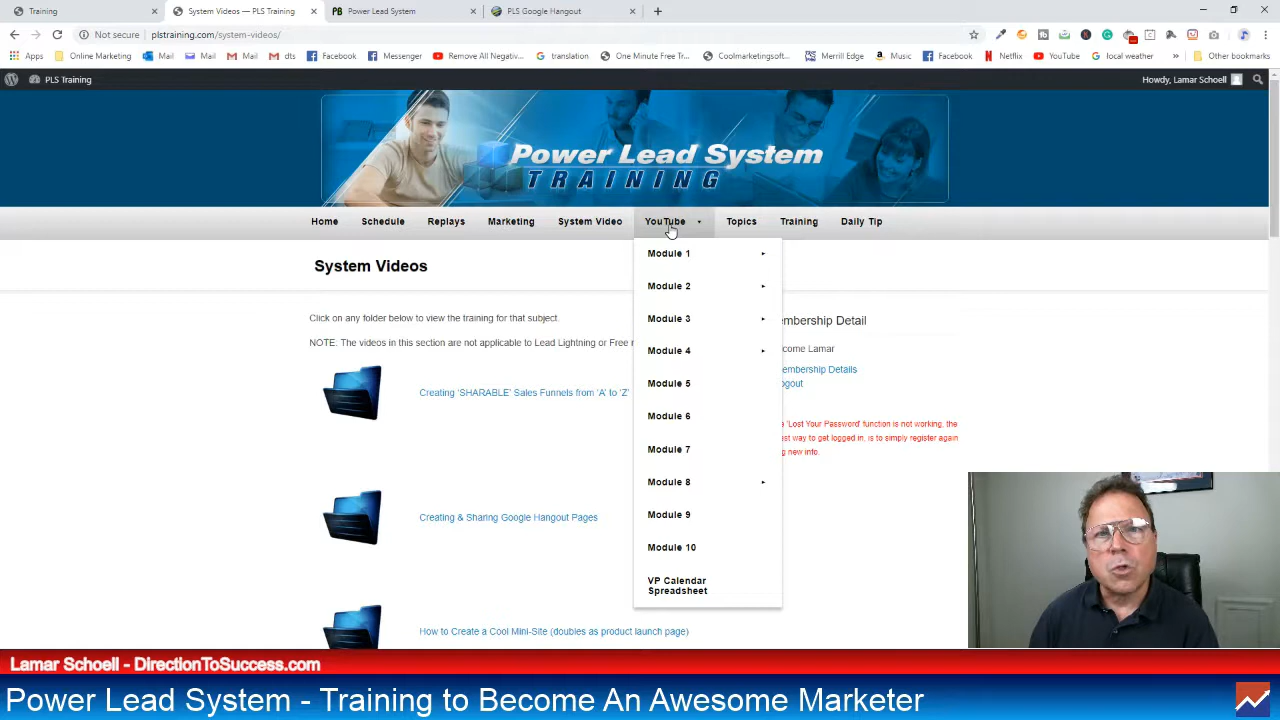 Training
System Videos — PLS Training
Power Lead System
PLS Google Hangout
Not secure
plstraining.com/system-videos/
Apps
Online Marketing
Mail
Mail
dts
Facebook
Messenger
Remove All Negativ...
translation
One Minute Free Tr...
Coolmarketingsoft...
Merrill Edge
Music
Facebook
Netflix
YouTube
local weather
»
Other bookmarks
PLS Training
Howdy, Lamar Schoell
Power Lead System
TRAINING
Home
Schedule
Replays
Marketing
System Video
YouTube
Topics
Training
Daily Tip
System Videos
Module 1
Module 2
Module 3
Module 4
Module 5
Module 6
Module 7
Module 8
Module 9
Module 10
VP Calendar
Spreadsheet
Click on any folder below to view the training for that subject.
NOTE. The videos in this section are not applicable to Lead Lightning or Free
Creating 'SHARABLE' Sales Funnels from 'A' to 'Z'
Creating & Sharing Google Hangout Pages
How to Create a Cool Mini-Site (doubles as product launch page)
embership Detail
come Lamar
embership Details
ogout
'Lost Your Password' function is not working, the
st way to get logged in, is to simply register again
ng new info.
Lamar Schoell - DirectionToSuccess.com
Power Lead System - Training to Become An Awesome Marketer